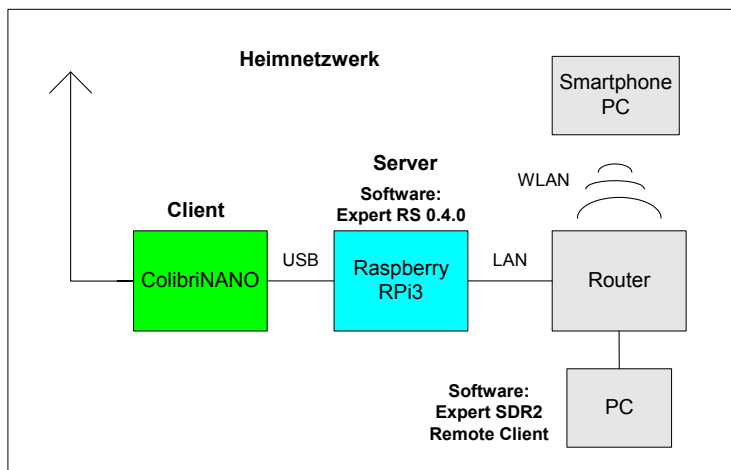 Heimnetzwerk
Smartphone
PC
WLAN
Server
Software:
Expert RS 0.4.0
Client
ColibriNANO
USB
Raspberry
RPi3
LAN
Router
Software:
Expert SDR2
Remote Client
PC